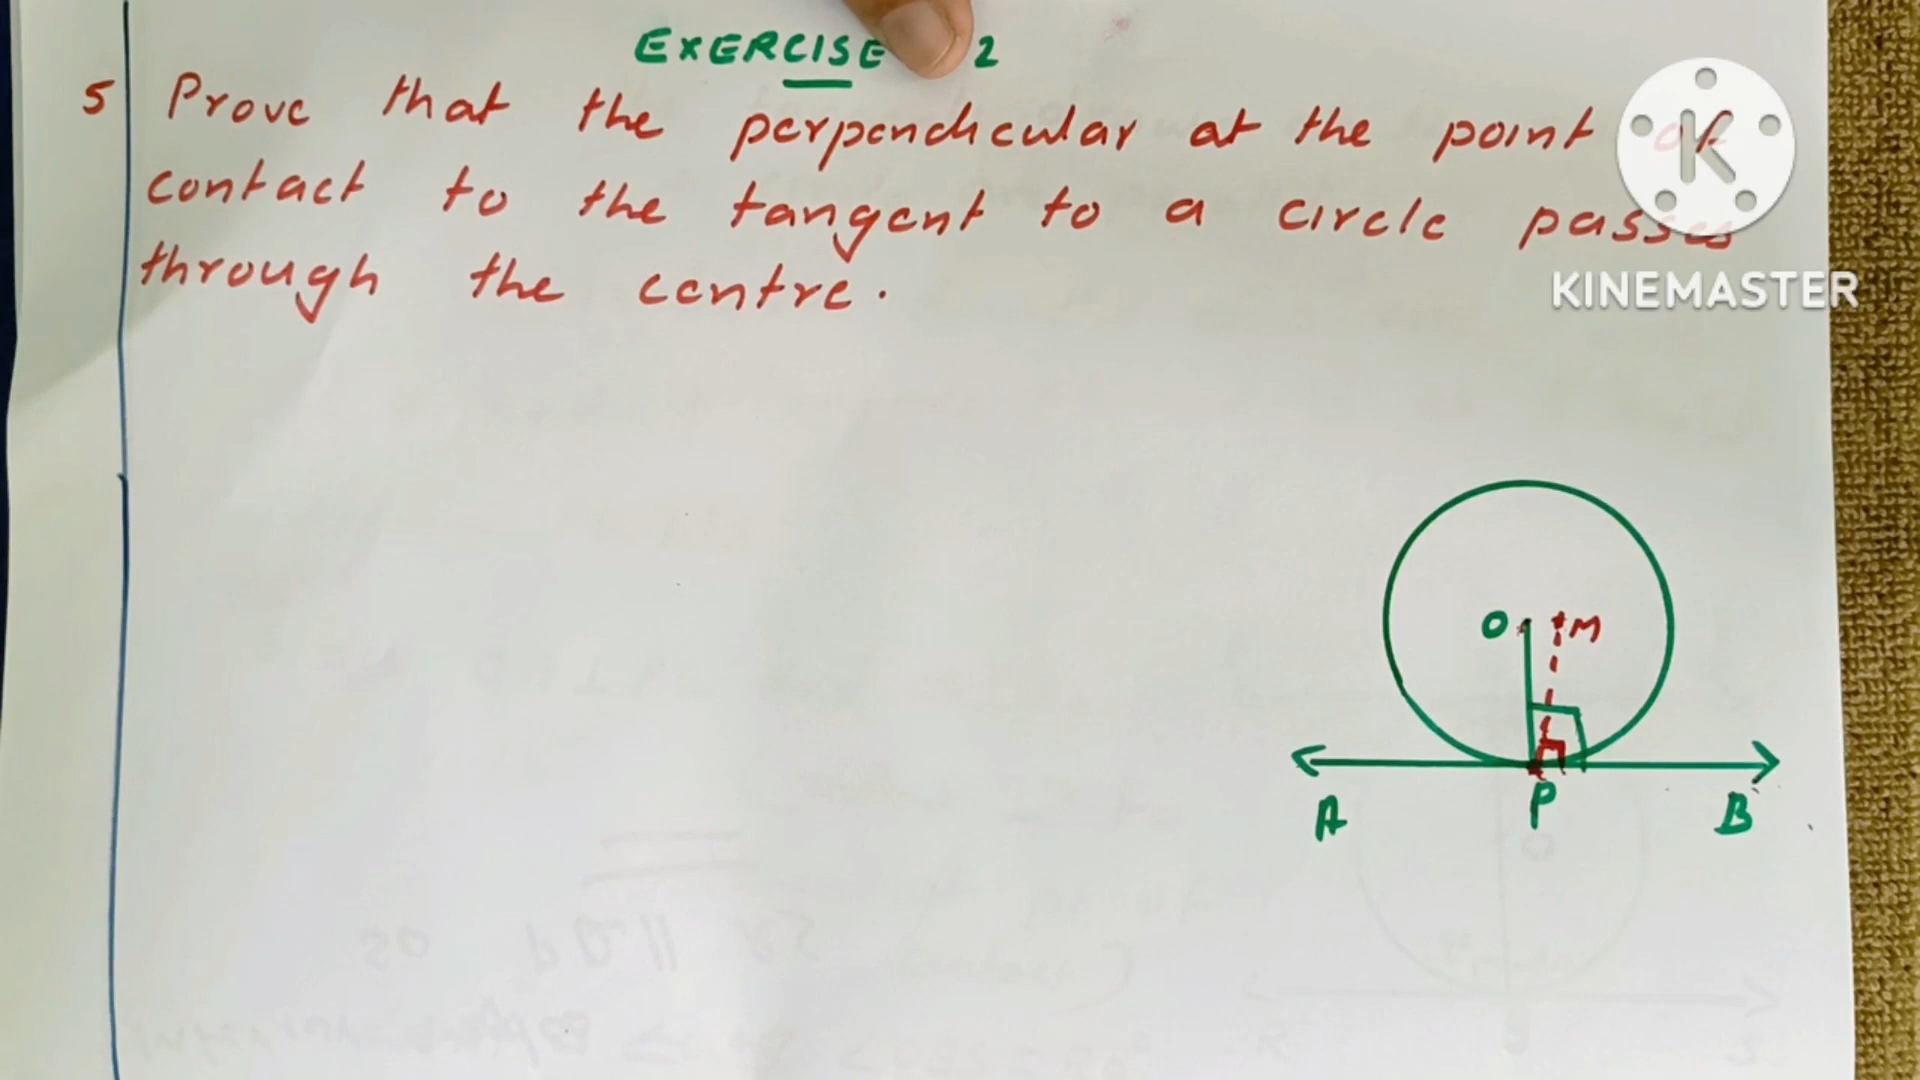 EXERCISE 2
5 Prove that the perpendicular at the point of
contact to the tangent to a circle passes
through the centre.
K
KINEMASTER
O M
A P B